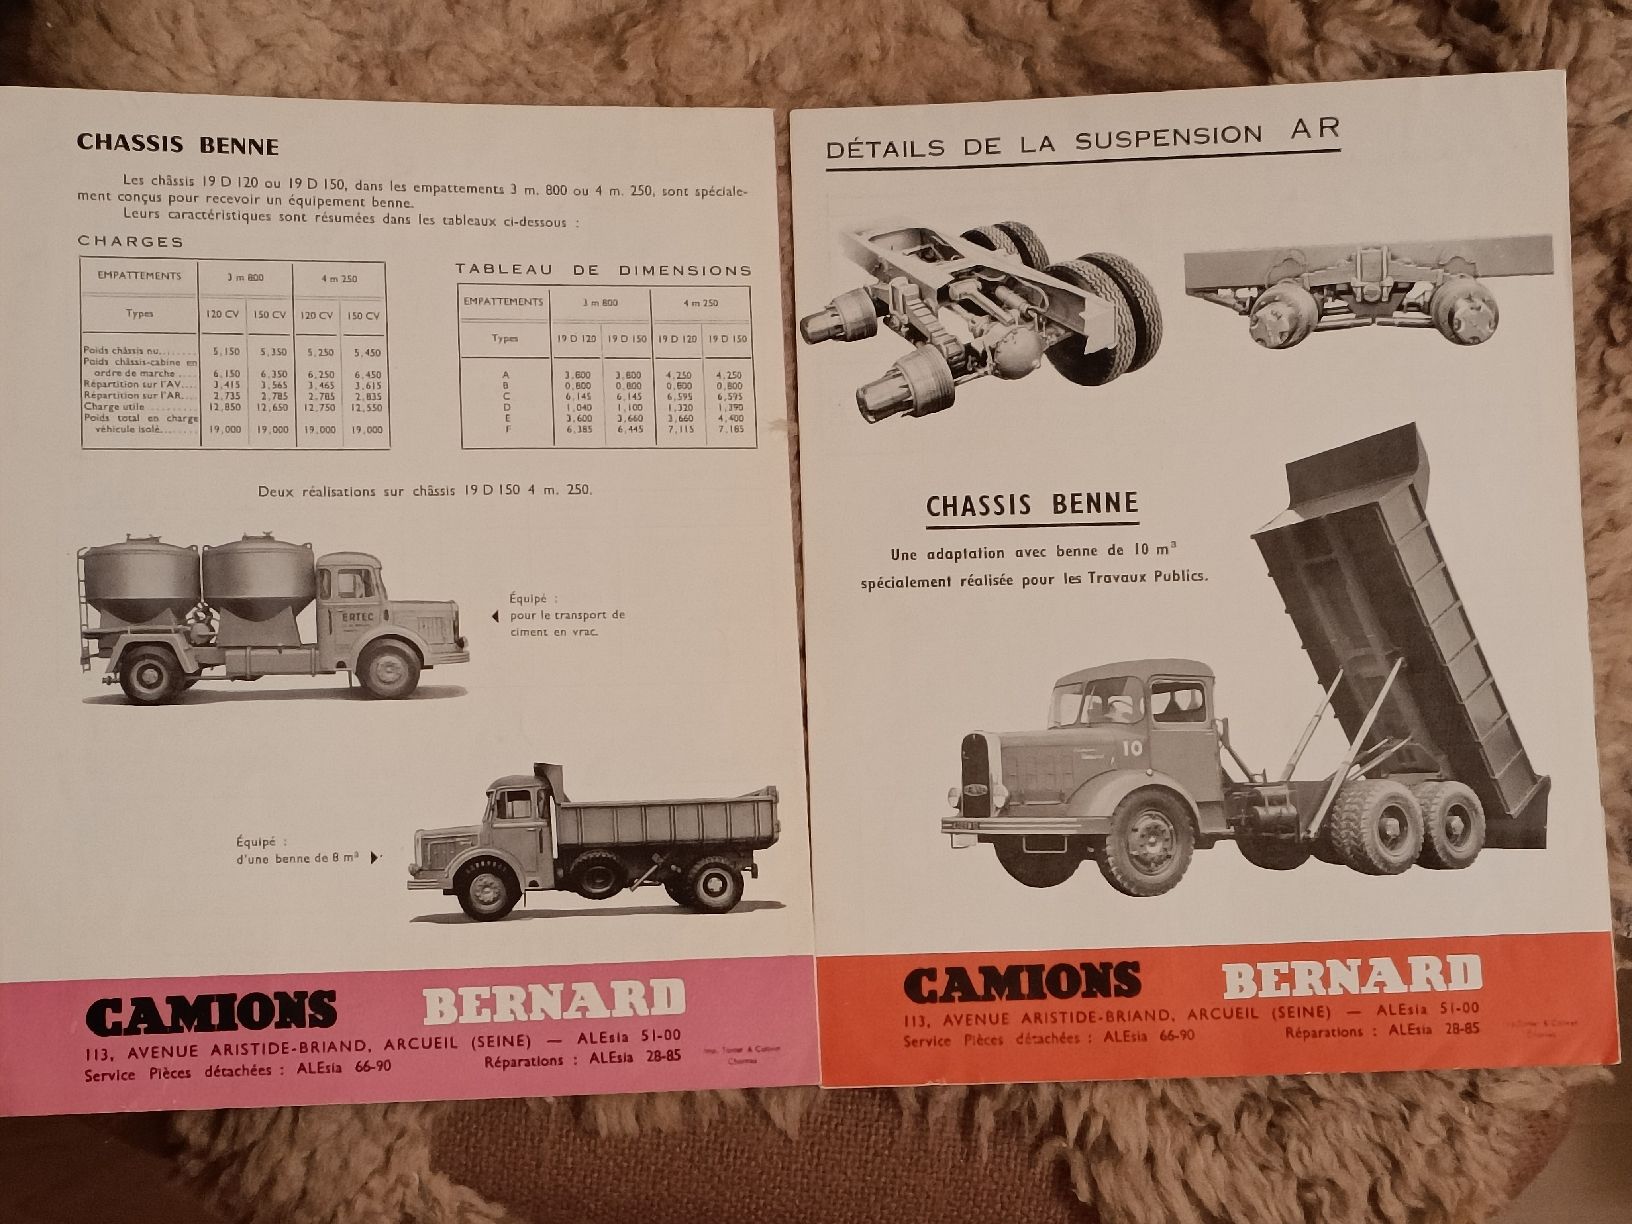 CHASSIS BENNE
Les châssis 19 D 120 ou 19 D 150, dans les empattements 3 m. 800 ou 4 m. 250, sont spéciale-
ment conçus pour recevoir un équipement benne.
Leurs caractéristiques sont résumées dans les tableaux ci-dessous :
CHARGES
EMPATTEMENTS 3 m 800 4 m 250
Types 120 CV 150 CV 120 CV 150 CV
Poids châssis nu........ 5,150 5,350 5,250 5,450
Poids châssis-cabine en
ordre de marche .... 6,150 6,350 6,250 6,450
Répartition sur l'AV.... 3,415 3,565 3,465 3,615
Répartition sur l'AR.... 2,735 2,785 2,785 2,835
Charge utile .......... 12,850 12,650 12,750 12,550
Poids total en charge
véhicule isolé........ 19,000 19,000 19,000 19,000
TABLEAU DE DIMENSIONS
EMPATTEMENTS 3 m 800 4 m 250
Types 19 D 120 19 D 150 19 D 120 19 D 150
A 3,800 3,800 4,250 4,250
B 0,800 0,800 0,800 0,800
C 6,145 6,145 6,595 6,595
D 1,040 1,100 1,320 1,390
E 3,600 3,660 3,660 4,400
F 6,385 6,445 7,115 7,185
Deux réalisations sur châssis 19 D 150 4 m. 250.
ERTEC
Équipé :
pour le transport de
ciment en vrac.
Équipé :
d'une benne de 8 m³
CAMIONS BERNARD
113, AVENUE ARISTIDE-BRIAND, ARCUEIL (SEINE) — ALEsia 51-00
Service Pièces détachées : ALEsia 66-90 Réparations : ALEsia 28-85
DÉTAILS DE LA SUSPENSION AR
CHASSIS BENNE
Une adaptation avec benne de 10 m³
spécialement réalisée pour les Travaux Publics.
10
CAMIONS BERNARD
113, AVENUE ARISTIDE-BRIAND, ARCUEIL (SEINE) — ALEsia 51-00
Service Pièces détachées : ALEsia 66-90 Réparations : ALEsia 28-85